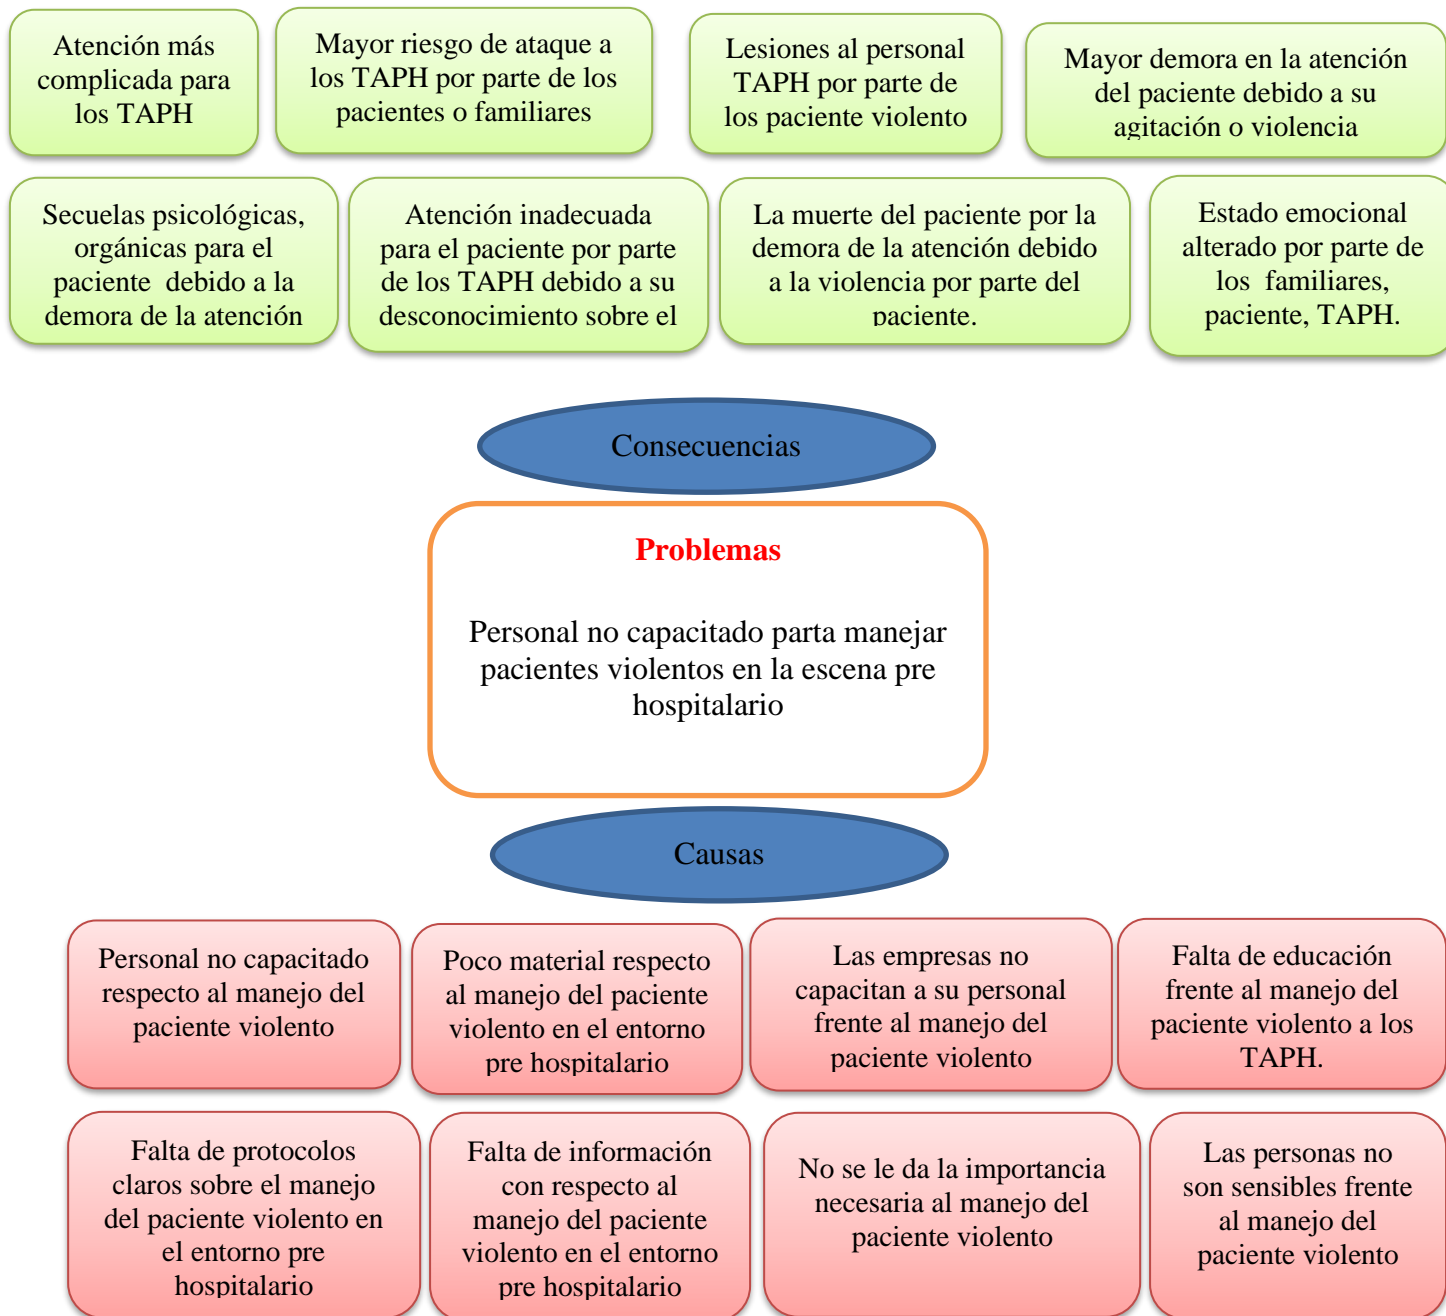 Atención más
complicada para
los TAPH
Mayor riesgo de ataque a
los TAPH por parte de los
pacientes o familiares
Lesiones al personal
TAPH por parte de
los paciente violento
Mayor demora en la atención
del paciente debido a su
agitación o violencia
Secuelas psicológicas,
orgánicas para el
paciente debido a la
demora de la atención
Atención inadecuada
para el paciente por parte
de los TAPH debido a su
desconocimiento sobre el
La muerte del paciente por la
demora de la atención debido
a la violencia por parte del
paciente.
Estado emocional
alterado por parte de
los familiares,
paciente, TAPH.
Consecuencias
Problemas
Personal no capacitado parta manejar
pacientes violentos en la escena pre
hospitalario
Causas
Personal no capacitado
respecto al manejo del
paciente violento
Poco material respecto
al manejo del paciente
violento en el entorno
pre hospitalario
Las empresas no
capacitan a su personal
frente al manejo del
paciente violento
Falta de educación
frente al manejo del
paciente violento a los
TAPH.
Falta de protocolos
claros sobre el manejo
del paciente violento en
el entorno pre
hospitalario
Falta de información
con respecto al
manejo del paciente
violento en el entorno
pre hospitalario
No se le da la importancia
necesaria al manejo del
paciente violento
Las personas no
son sensibles frente
al manejo del
paciente violento